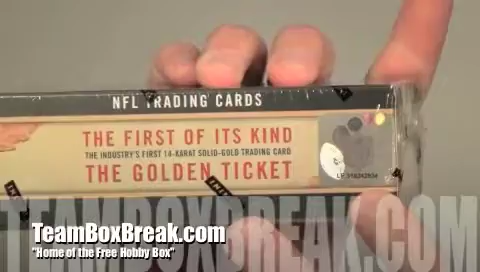 NFL TRADING CARDS
THE FIRST OF ITS KIND
THE INDUSTRY'S FIRST 14-KARAT SOLID-GOLD TRADING CARD
THE GOLDEN TICKET
TEAMBOXBREAK.COM
TeamBoxBreak.com
"Home of the Free Hobby Box"